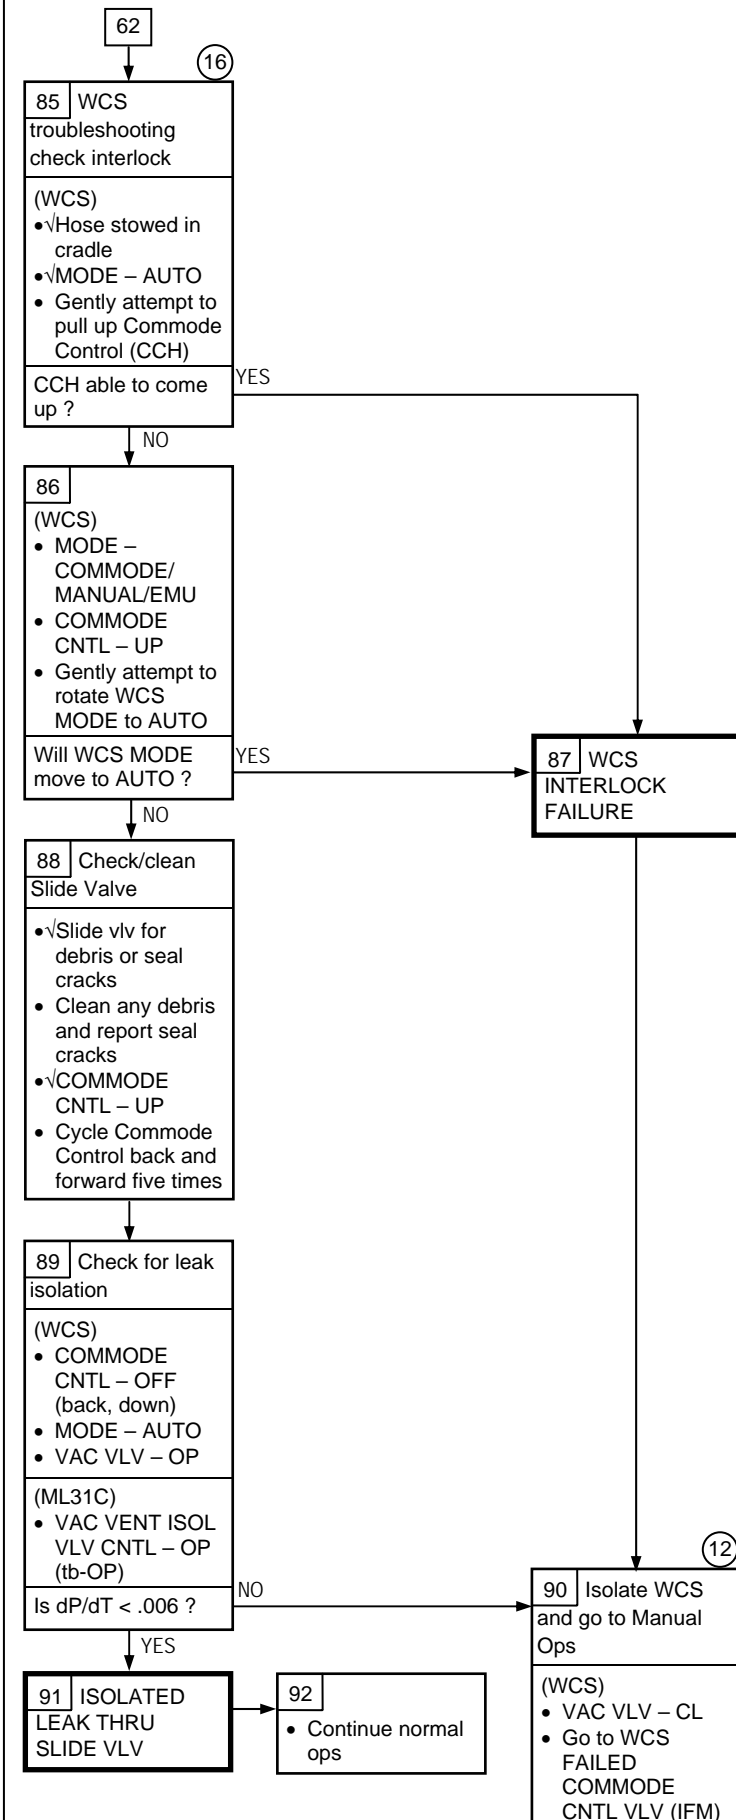 62
16
85 WCS
troubleshooting
check interlock
(WCS)
•√Hose stowed in
cradle
•√MODE – AUTO
• Gently attempt to
pull up Commode
Control (CCH)
CCH able to come
up ?
YES
NO
86
(WCS)
• MODE –
COMMODE/
MANUAL/EMU
• COMMODE
CNTL – UP
• Gently attempt to
rotate WCS
MODE to AUTO
Will WCS MODE
move to AUTO ?
YES
NO
87 WCS
INTERLOCK
FAILURE
88 Check/clean
Slide Valve
•√Slide vlv for
debris or seal
cracks
• Clean any debris
and report seal
cracks
•√COMMODE
CNTL – UP
• Cycle Commode
Control back and
forward five times
89 Check for leak
isolation
(WCS)
• COMMODE
CNTL – OFF
(back, down)
• MODE – AUTO
• VAC VLV – OP
(ML31C)
• VAC VENT ISOL
VLV CNTL – OP
(tb-OP)
Is dP/dT < .006 ?
NO
YES
12
90 Isolate WCS
and go to Manual
Ops
(WCS)
• VAC VLV – CL
• Go to WCS
FAILED
COMMODE
CNTL VLV (IFM)
91 ISOLATED
LEAK THRU
SLIDE VLV
92
• Continue normal
ops